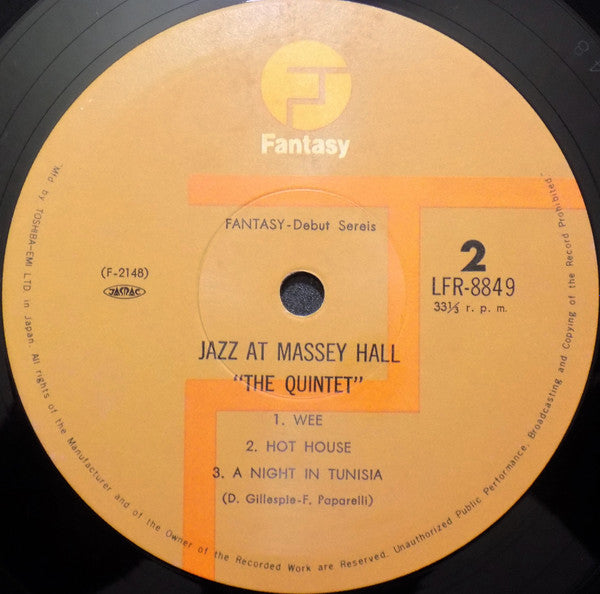 Fantasy
FANTASY-Debut Sereis
2
(F-2148)
LFR-8849
JASRAC
33⅓ r. p. m.
JAZZ AT MASSEY HALL
"THE QUINTET"
1. WEE
2. HOT HOUSE
3. A NIGHT IN TUNISIA
(D. Gillespie-F. Paparelli)
"Mfd by TOSHIBA-EMI LTD in Japan. All rights of the Manufacturer and of the Owner of the Recorded Work are Reserved. Unauthorized Public Performance, Broadcasting and Copying of the Record Prohibited"